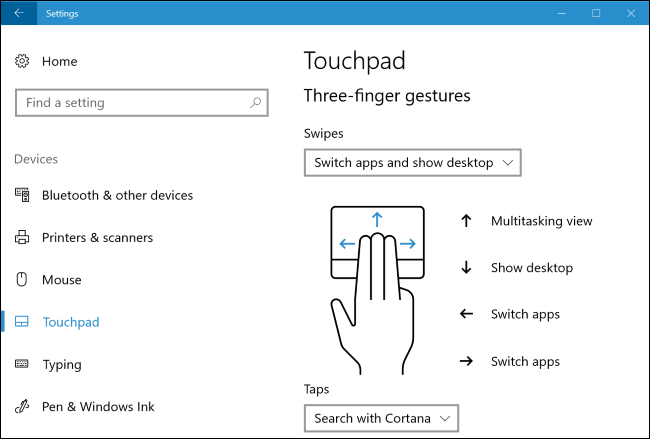 Settings
Home
Find a setting
Devices
Bluetooth & other devices
Printers & scanners
Mouse
Touchpad
Typing
Pen & Windows Ink
Touchpad
Three-finger gestures
Swipes
Switch apps and show desktop
Multitasking view
Show desktop
Switch apps
Switch apps
Taps
Search with Cortana